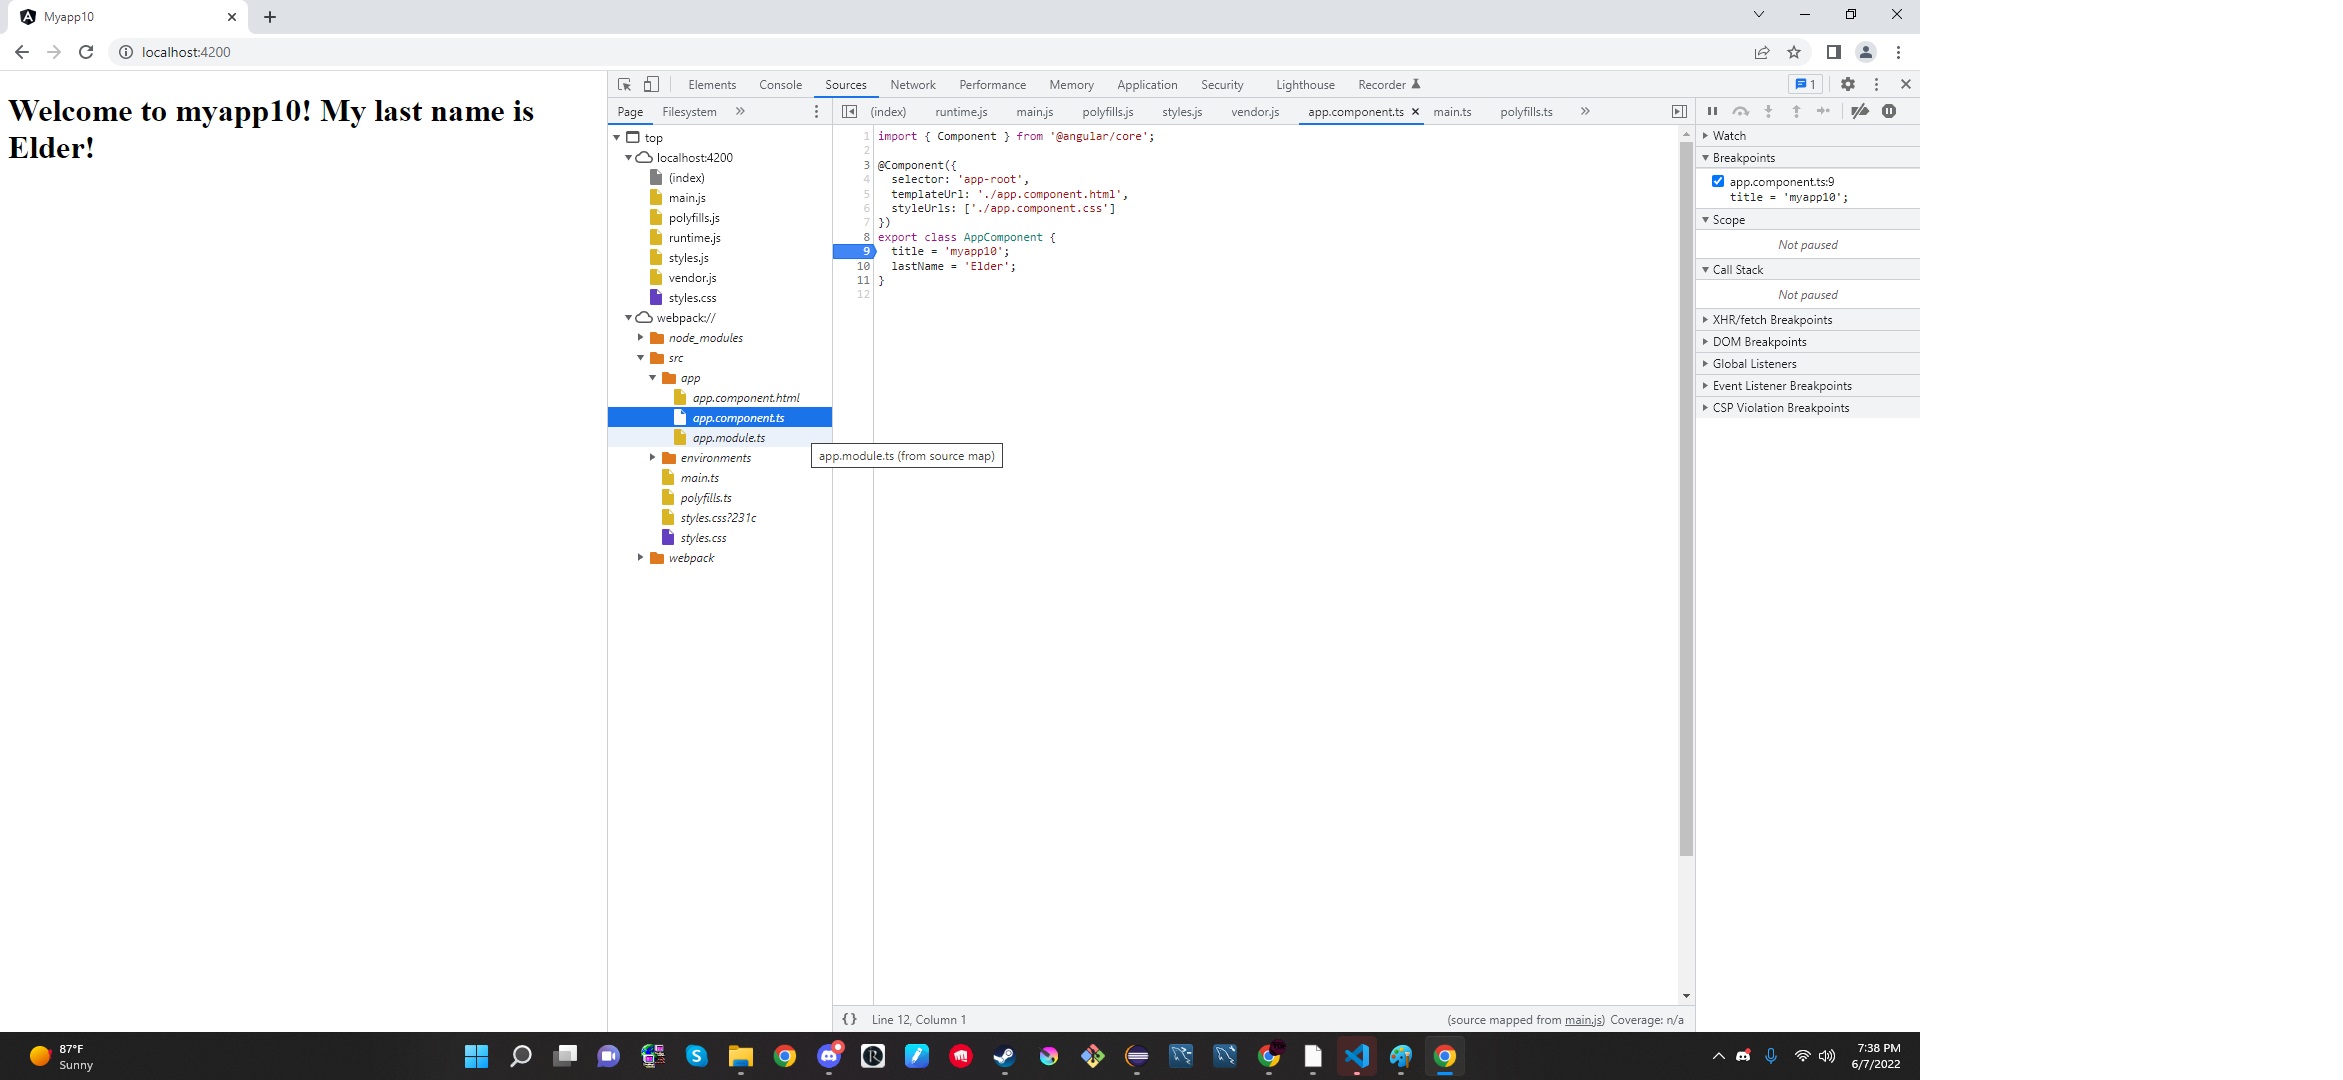 Myapp10
localhost:4200
Welcome to myapp10! My last name is
Elder!
Elements Console Sources Network Performance Memory Application Security Lighthouse Recorder 1
Page Filesystem
(index) runtime.js main.js polyfills.js styles.js vendor.js app.component.ts main.ts polyfills.ts
top
localhost:4200
(index)
main.js
polyfills.js
runtime.js
styles.js
vendor.js
styles.css
webpack://
node_modules
src
app
app.component.html
app.component.ts
app.module.ts
environments
main.ts
polyfills.ts
styles.css?231c
styles.css
webpack
app.module.ts (from source map)
1 import { Component } from '@angular/core';
2
3 @Component({
4 selector: 'app-root',
5 templateUrl: './app.component.html',
6 styleUrls: ['./app.component.css']
7 })
8 export class AppComponent {
9 title = 'myapp10';
10 lastName = 'Elder';
11 }
12
{} Line 12, Column 1 (source mapped from main.js) Coverage: n/a
Watch
Breakpoints
app.component.ts:9
title = 'myapp10';
Scope
Not paused
Call Stack
Not paused
XHR/fetch Breakpoints
DOM Breakpoints
Global Listeners
Event Listener Breakpoints
CSP Violation Breakpoints
87°F
Sunny
7:38 PM
6/7/2022